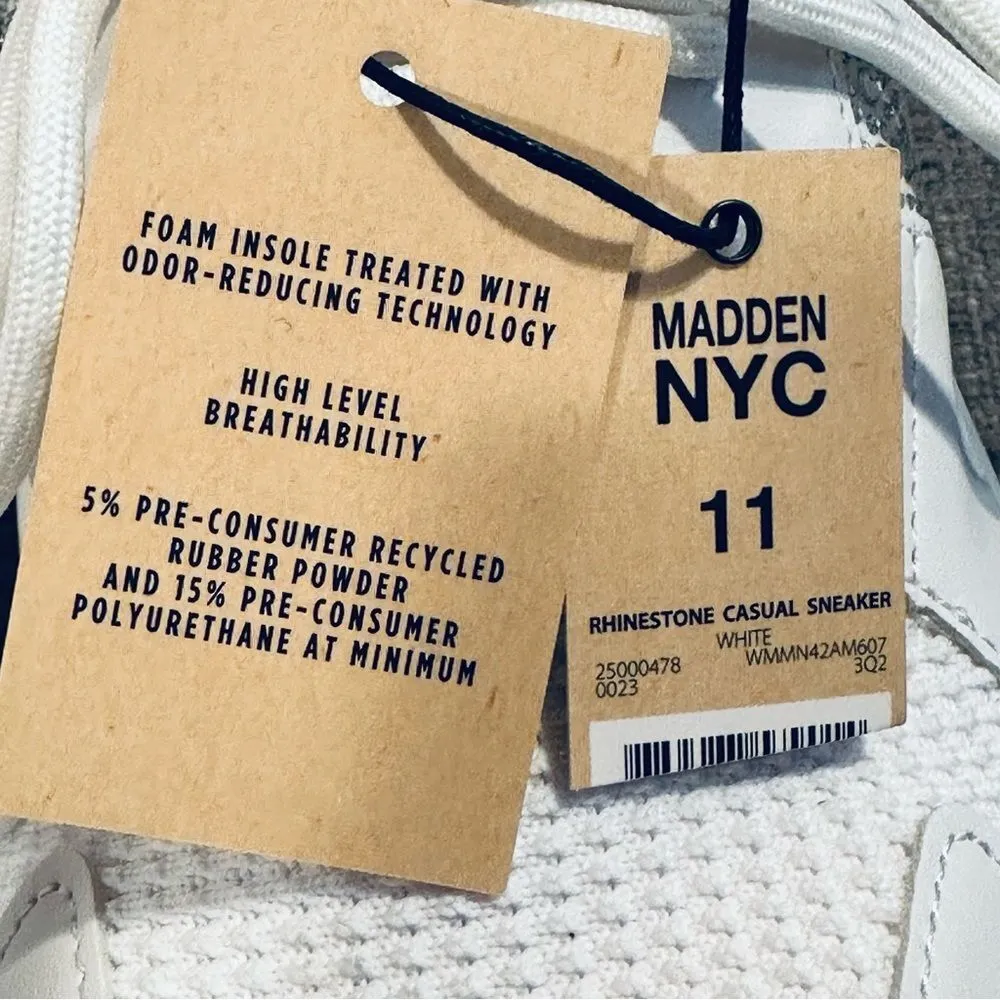 FOAM INSOLE TREATED WITH
ODOR-REDUCING TECHNOLOGY
HIGH LEVEL
BREATHABILITY
5% PRE-CONSUMER RECYCLED
RUBBER POWDER
AND 15% PRE-CONSUMER
POLYURETHANE AT MINIMUM
MADDEN
NYC
11
RHINESTONE CASUAL SNEAKER
WHITE
25000478 WMMN42AM607
0023 3Q2